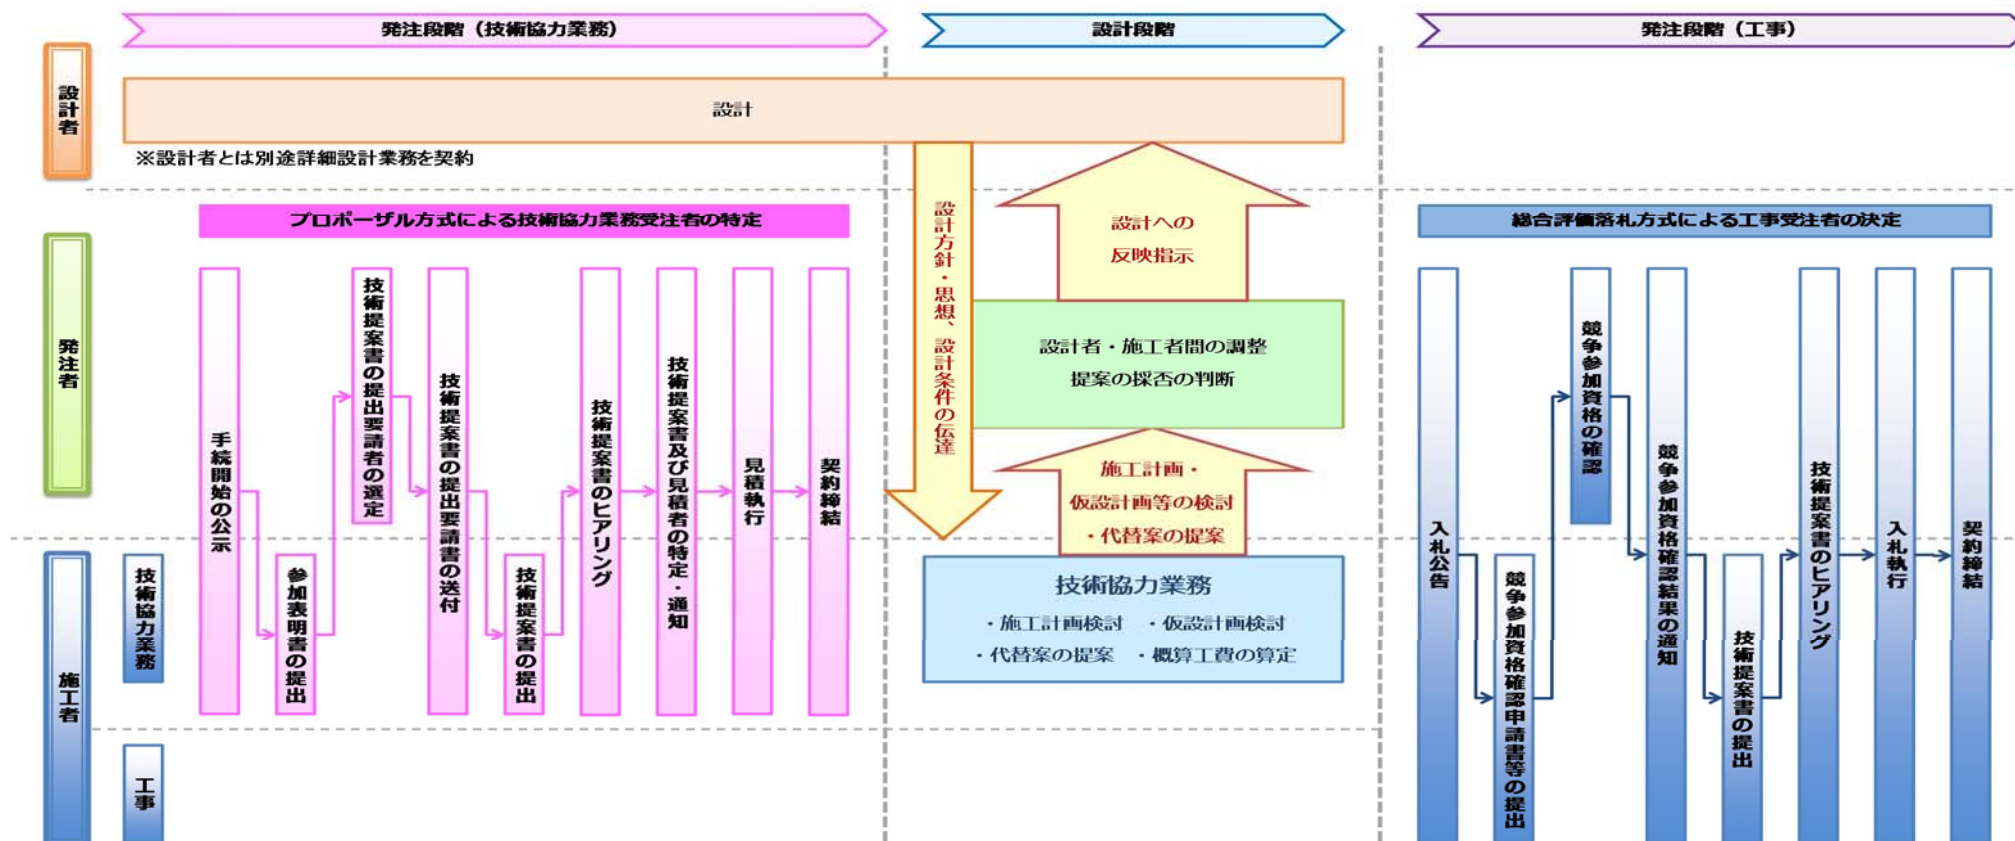 発注段階（技術協力業務）
設計段階
発注段階（工事）
設計者
設計
※設計者とは別途詳細設計業務を契約
発注者
プロポーザル方式による技術協力業務受注者の特定
手続開始の公示
参加表明書の提出
技術提案書の提出要請者の選定
技術提案書の提出要請書の送付
技術提案書の提出
技術提案書のヒアリング
技術提案書及び見積者の特定・通知
見積執行
契約締結
設計方針・思想、設計条件の伝達
設計への
反映指示
設計者・施工者間の調整
提案の採否の判断
施工計画・
仮設計画等の検討
・代替案の提案
技術協力業務
・施工計画検討　・仮設計画検討
・代替案の提案　・概算工費の算定
総合評価落札方式による工事受注者の決定
入札公告
競争参加資格確認申請書等の提出
競争参加資格の確認
競争参加資格確認結果の通知
技術提案書の提出
技術提案書のヒアリング
入札執行
契約締結
施工者
技術協力業務
工事